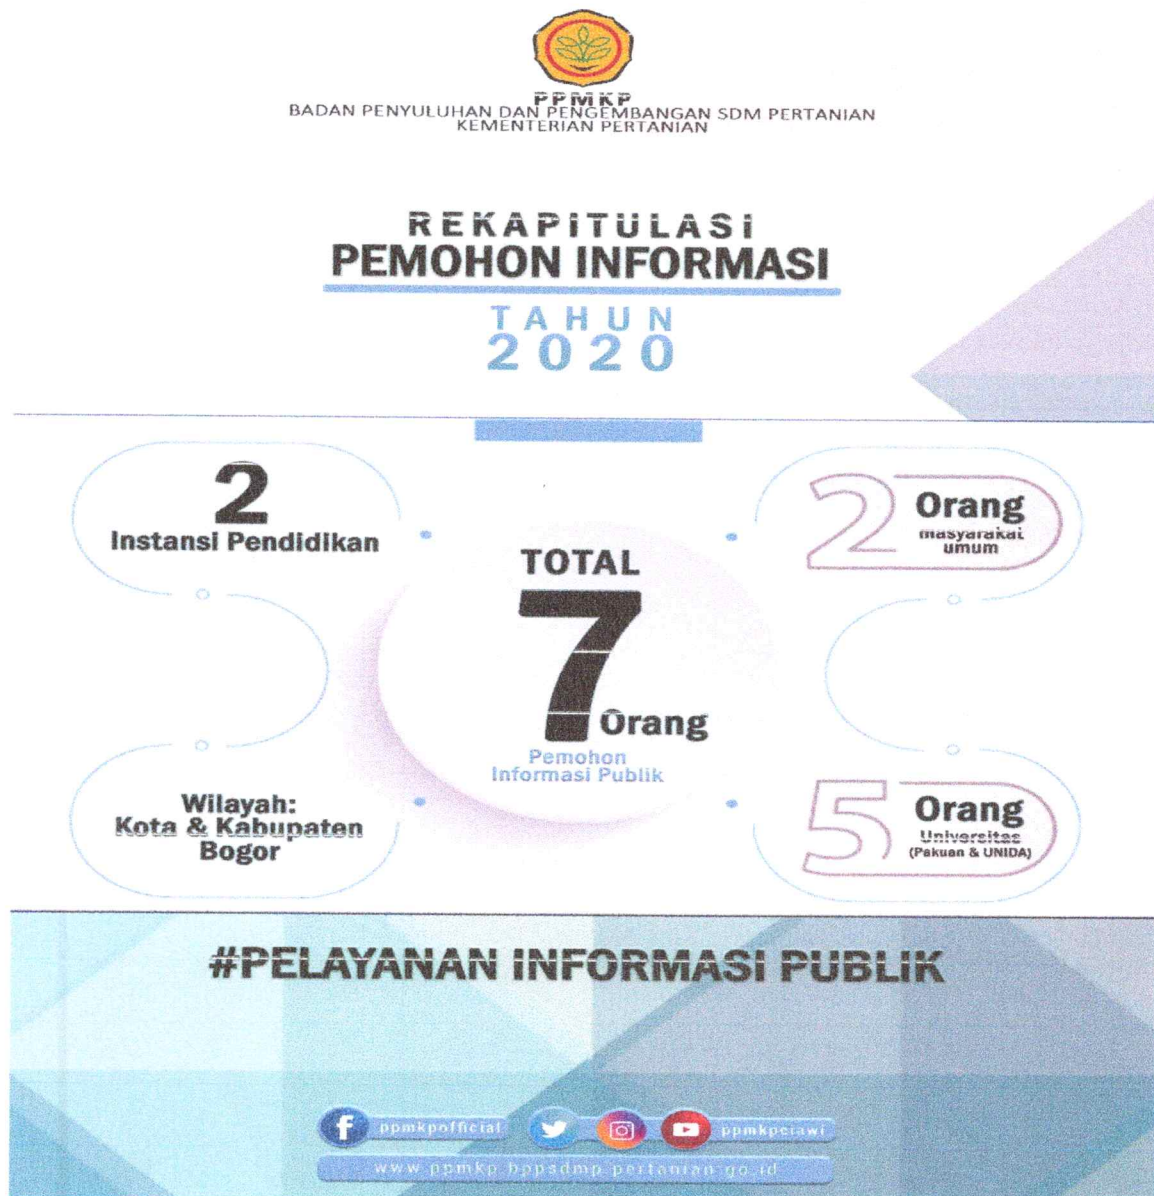 PPMKP
BADAN PENYULUHAN DAN PENGEMBANGAN SDM PERTANIAN
KEMENTERIAN PERTANIAN
REKAPITULASI
PEMOHON INFORMASI
TAHUN
2020
2
Instansi Pendidikan
Wilayah:
Kota & Kabupaten
Bogor
TOTAL
7
Orang
Pemohon
Informasi Publik
2
Orang
masyarakat
umum
5
Orang
Universitas
(Pakuan & UNIDA)
#PELAYANAN INFORMASI PUBLIK
ppmkpofficial
ppmkpciawi
www.ppmkp.bppsdmp.pertanian.go.id